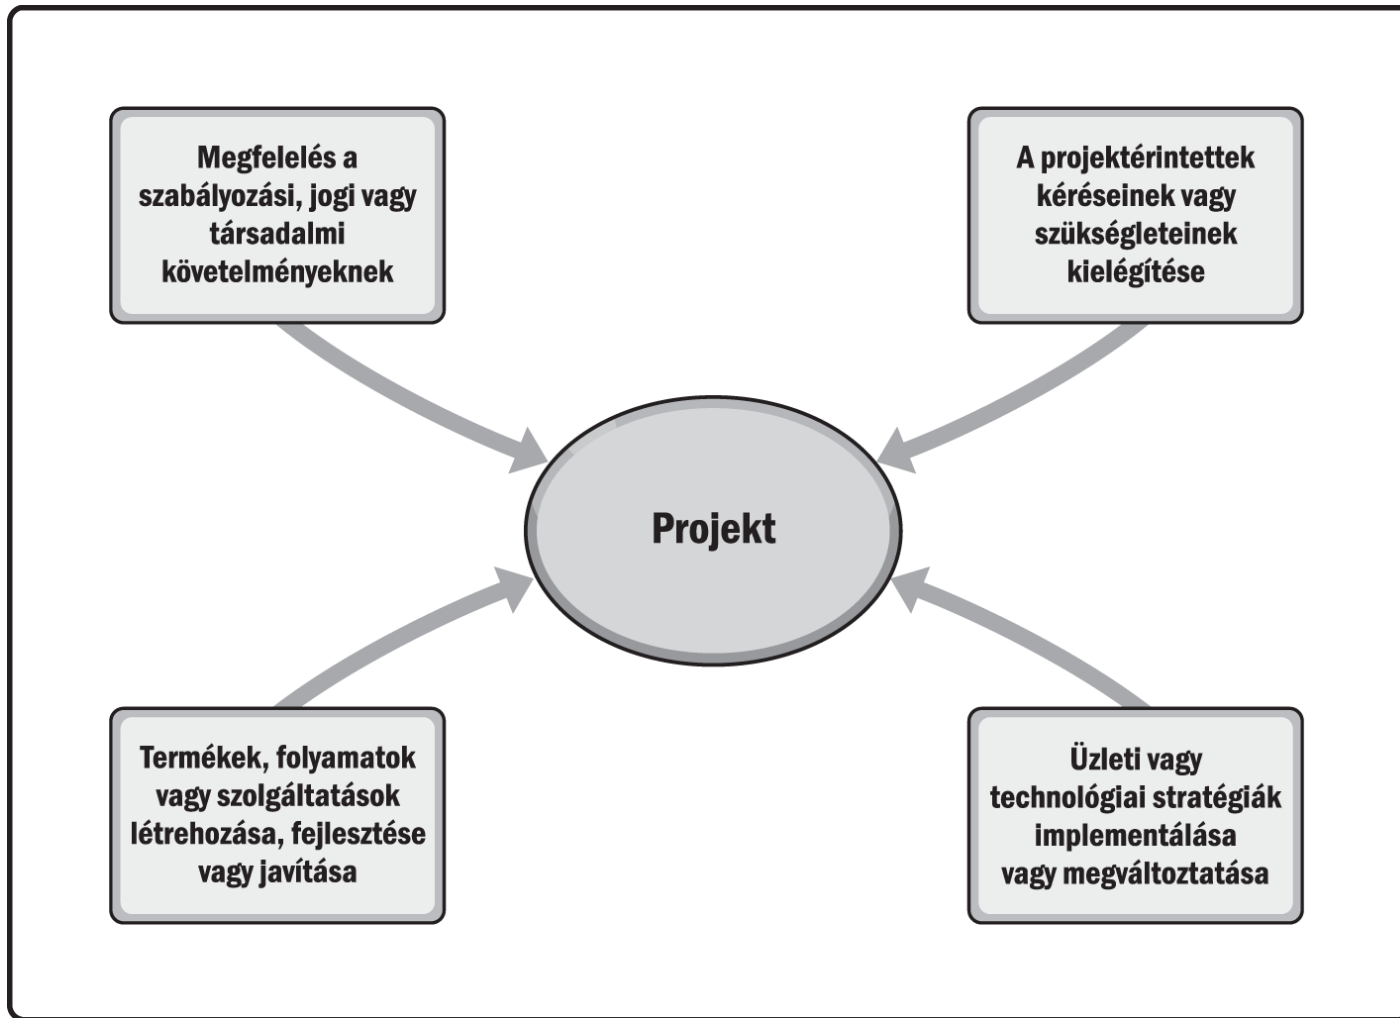 Megfelelés a
szabályozási, jogi vagy
társadalmi
követelményeknek
A projektérintettek
kéréseinek vagy
szükségleteinek
kielégítése
Projekt
Termékek, folyamatok
vagy szolgáltatások
létrehozása, fejlesztése
vagy javítása
Üzleti vagy
technológiai stratégiák
implementálása
vagy megváltoztatása